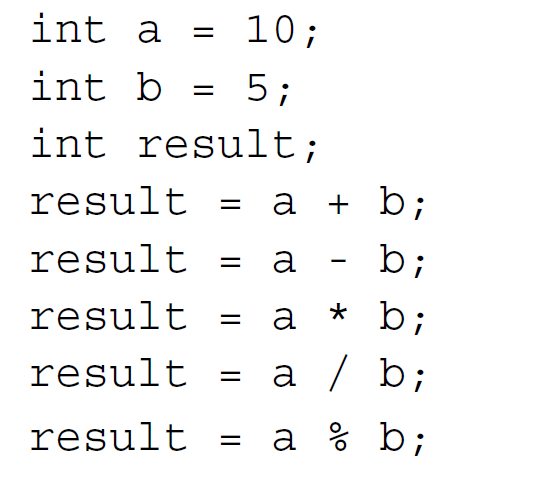 int a = 10;
int b = 5;
int result;
result = a + b;
result = a - b;
result = a * b;
result = a / b;
result = a % b;